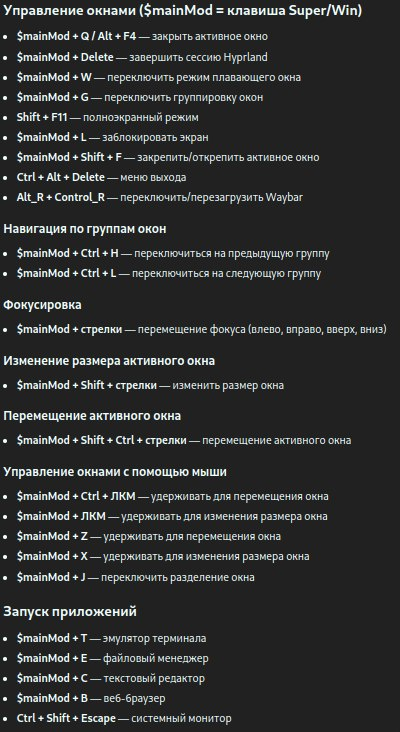 Управление окнами ($mainMod = клавиша Super/Win)
• $mainMod + Q / Alt + F4 — закрыть активное окно
• $mainMod + Delete — завершить сессию Hyprland
• $mainMod + W — переключить режим плавающего окна
• $mainMod + G — переключить группировку окон
• Shift + F11 — полноэкранный режим
• $mainMod + L — заблокировать экран
• $mainMod + Shift + F — закрепить/открепить активное окно
• Ctrl + Alt + Delete — меню выхода
• Alt_R + Control_R — переключить/перезагрузить Waybar
Навигация по группам окон
• $mainMod + Ctrl + H — переключиться на предыдущую группу
• $mainMod + Ctrl + L — переключиться на следующую группу
Фокусировка
• $mainMod + стрелки — перемещение фокуса (влево, вправо, вверх, вниз)
Изменение размера активного окна
• $mainMod + Shift + стрелки — изменить размер окна
Перемещение активного окна
• $mainMod + Shift + Ctrl + стрелки — перемещение активного окна
Управление окнами с помощью мыши
• $mainMod + Ctrl + ЛКМ — удерживать для перемещения окна
• $mainMod + ЛКМ — удерживать для изменения размера окна
• $mainMod + Z — удерживать для перемещения окна
• $mainMod + X — удерживать для изменения размера окна
• $mainMod + J — переключить разделение окна
Запуск приложений
• $mainMod + T — эмулятор терминала
• $mainMod + E — файловый менеджер
• $mainMod + C — текстовый редактор
• $mainMod + B — веб-браузер
• Ctrl + Shift + Escape — системный монитор